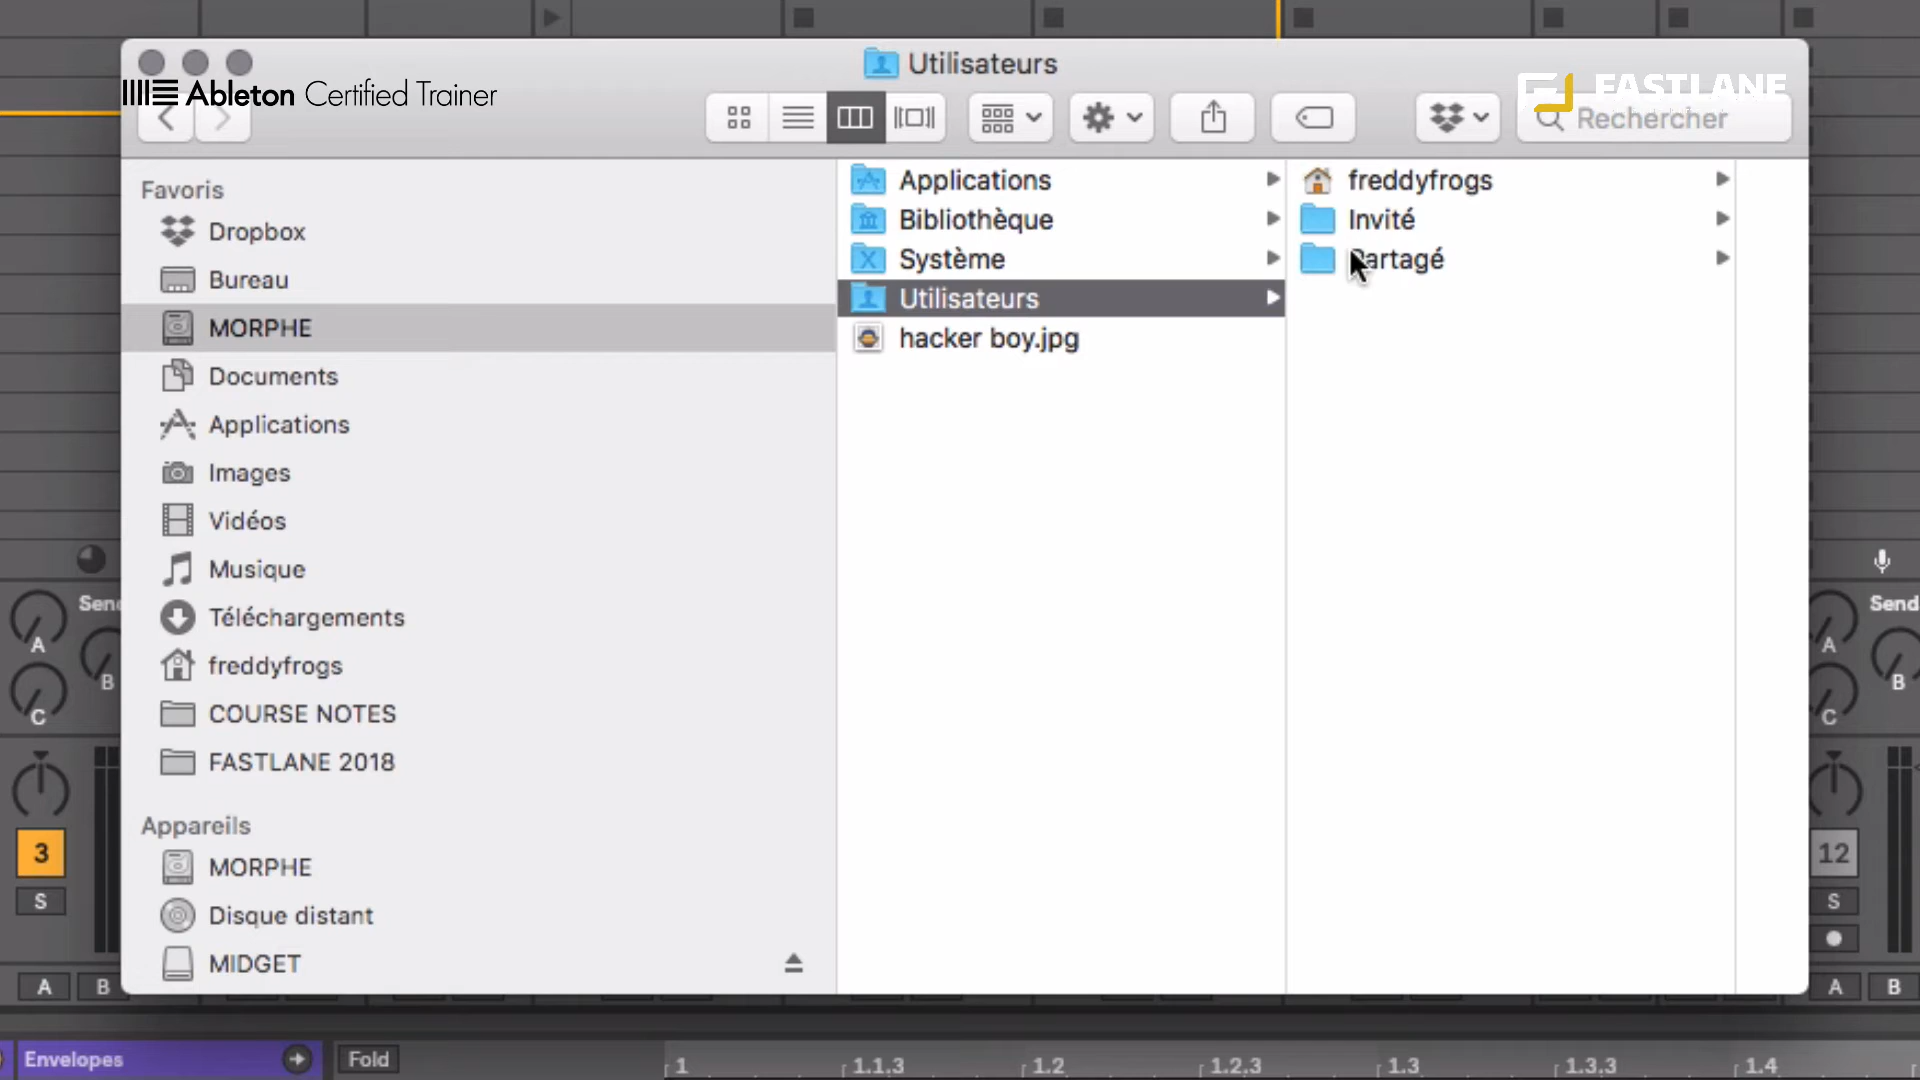 Utilisateurs
Ableton Certified Trainer
FASTLANE
Rechercher
Favoris
Dropbox
Bureau
MORPHE
Documents
Applications
Images
Vidéos
Musique
Téléchargements
freddyfrogs
COURSE NOTES
FASTLANE 2018
Appareils
MORPHE
Disque distant
MIDGET
Applications
Bibliothèque
Système
Utilisateurs
hacker boy.jpg
freddyfrogs
Invité
Partagé
Send
A
B
C
3
S
A B
Sends
A
B
C
12
S
A B
Envelopes
Fold
1 1.1.3 1.2 1.2.3 1.3 1.3.3 1.4